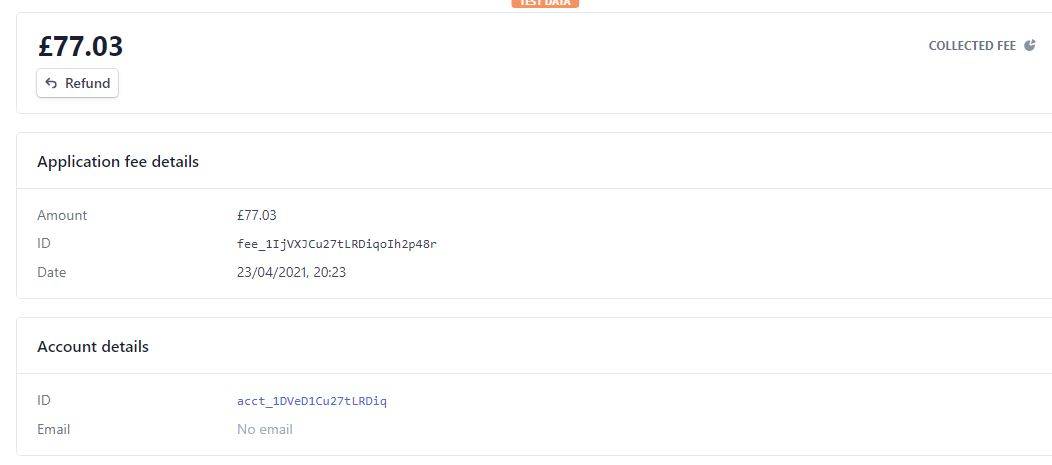 TEST DATA
£77.03
COLLECTED FEE
Refund
Application fee details
Amount £77.03
ID fee_1IjVXJCu27tLRDiqoIh2p48r
Date 23/04/2021, 20:23
Account details
ID acct_1DVeD1Cu27tLRDiq
Email No email